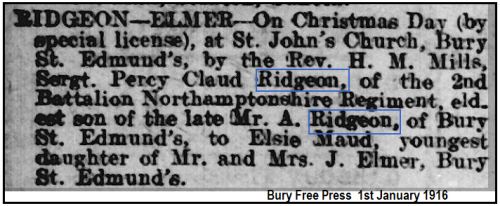 RIDGEON—ELMER—On Christmas Day (by
special license), at St. John's Church, Bury
St. Edmund's, by the Rev. H. M. Mills,
Sergt. Percy Claud Ridgeon, of the 2nd
Battalion Northamptonshire Regiment, eld-
est son of the late Mr. A. Ridgeon, of Bury
St. Edmund's, to Elsie Maud, youngest
daughter of Mr. and Mrs. J. Elmer, Bury
St. Edmund's.
Bury Free Press 1st January 1916